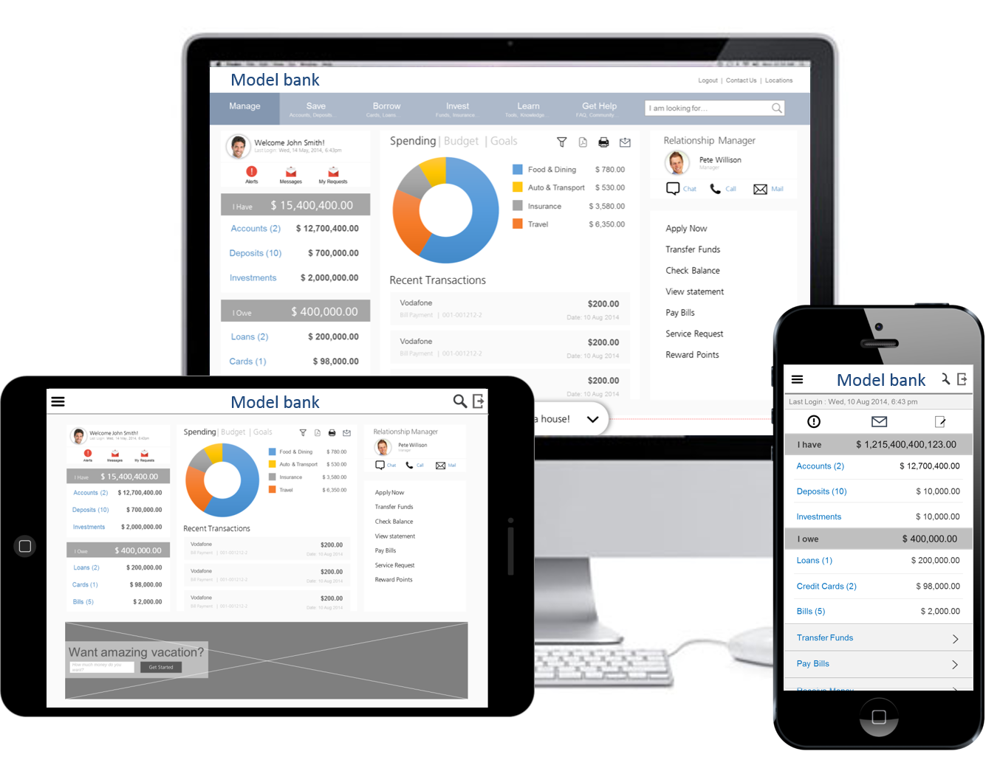 Model bank
Logout | Contact Us | Locations
Manage
Save
Accounts, Deposits...
Borrow
Cards, Loans...
Invest
Funds, Insurance...
Learn
Tools, Knowledge...
Get Help
FAQ, Community...
I am looking for...
Welcome John Smith!
Last Login: Wed, 14 May, 2014, 6:43pm
Alerts
Messages
My Requests
I Have $ 15,400,400.00
Accounts (2) $ 12,700,400.00
Deposits (10) $ 700,000.00
Investments $ 2,000,000.00
I Owe $ 400,000.00
Loans (2) $ 200,000.00
Cards (1) $ 98,000.00
Spending | Budget | Goals
Food & Dining $ 780.00
Auto & Transport $ 530.00
Insurance $ 3,580.00
Travel $ 6,350.00
Recent Transactions
Vodafone $200.00
Bill Payment | 001-001212-2 Date: 10 Aug 2014
Vodafone $200.00
Bill Payment | 001-001212-2 Date: 10 Aug 2014
$200.00
Date: 10 Aug 2014
a house!
Relationship Manager
Pete Willison
Manager
Chat Call Mail
Apply Now
Transfer Funds
Check Balance
View statement
Pay Bills
Service Request
Reward Points
Model bank
Welcome John Smith!
Last Login: Wed, 14 May, 2014, 6:43pm
Alerts
Messages
My Requests
I Have $ 15,400,400.00
Accounts (2) $ 12,700,400.00
Deposits (10) $ 700,000.00
Investments $ 2,000,000.00
I Owe $ 400,000.00
Loans (2) $ 200,000.00
Cards (1) $ 98,000.00
Bills (5) $ 2,000.00
Spending | Budget | Goals
Food & Dining $ 780.00
Auto & Transport $ 530.00
Insurance $ 3,580.00
Travel $ 6,350.00
Recent Transactions
Vodafone $200.00
Bill Payment | 001-001212-2 Date: 10 Aug 2014
Vodafone $200.00
Bill Payment | 001-001212-2 Date: 10 Aug 2014
Vodafone $200.00
Bill Payment | 001-001212-2 Date: 10 Aug 2014
Relationship Manager
Pete Willison
Manager
Chat Call Mail
Apply Now
Transfer Funds
Check Balance
View statement
Pay Bills
Service Request
Reward Points
Want amazing vacation?
How much money do you
want?
Get Started
Model bank
Last Login : Wed, 10 Aug 2014, 6:43 pm
I have $ 1,215,400,400,123.00
Accounts (2) $ 12,700,400.00
Deposits (10) $ 10,000.00
Investments $ 10,000.00
I owe $ 400,000.00
Loans (1) $ 200,000.00
Credit Cards (2) $ 98,000.00
Bills (5) $ 2,000.00
Transfer Funds
Pay Bills
Receive Money